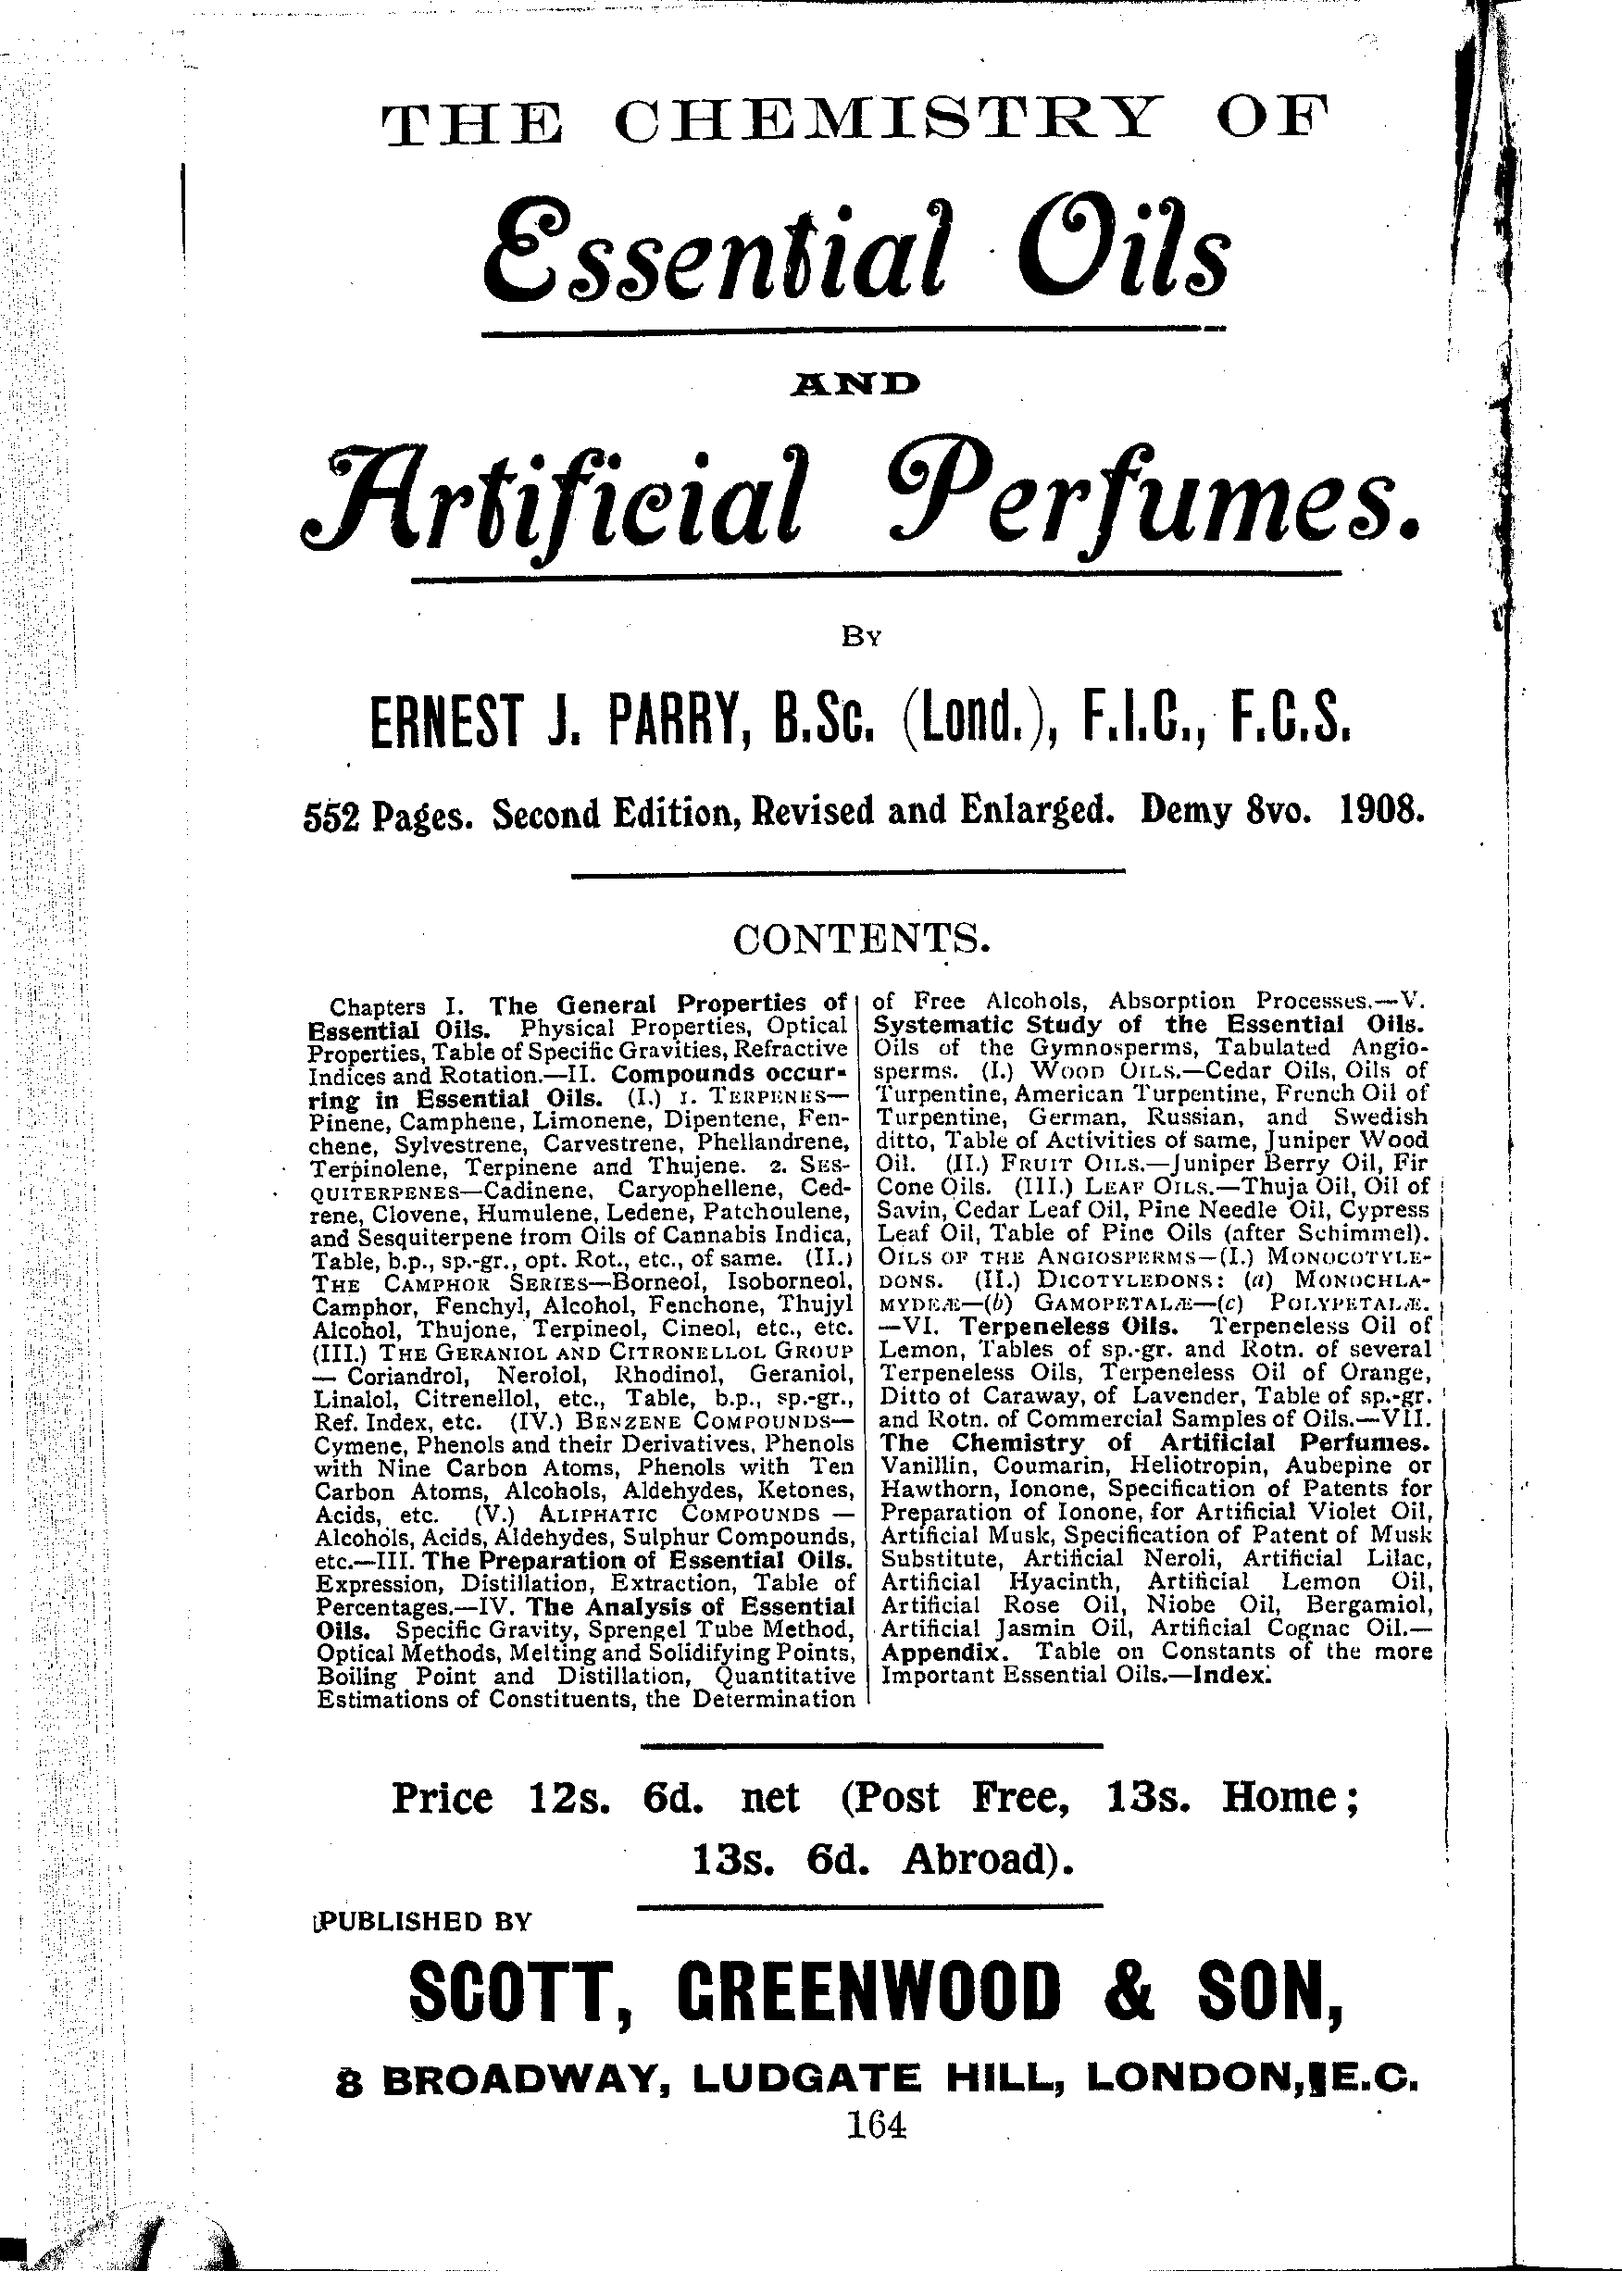 THE CHEMISTRY OF
Essential Oils
AND
Artificial Perfumes.
BY
ERNEST J. PARRY, B.Sc. (Lond.), F.I.C., F.C.S.
552 Pages. Second Edition, Revised and Enlarged. Demy 8vo. 1908.
CONTENTS.
Chapters I. The General Properties of
Essential Oils. Physical Properties, Optical
Properties, Table of Specific Gravities, Refractive
Indices and Rotation.—II. Compounds occur-
ring in Essential Oils. (I.) 1. TERPENES—
Pinene, Camphene, Limonene, Dipentene, Fen-
chene, Sylvestrene, Carvestrene, Phellandrene,
Terpinolene, Terpinene and Thujene. 2. SES-
QUITERPENES—Cadinene, Caryophellene, Ced-
rene, Clovene, Humulene, Ledene, Patchoulene,
and Sesquiterpene from Oils of Cannabis Indica,
Table, b.p., sp.-gr., opt. Rot., etc., of same. (II.)
THE CAMPHOR SERIES—Borneol, Isoborneol,
Camphor, Fenchyl, Alcohol, Fenchone, Thujyl
Alcohol, Thujone, Terpineol, Cineol, etc., etc.
(III.) THE GERANIOL AND CITRONELLOL GROUP
— Coriandrol, Nerolol, Rhodinol, Geraniol,
Linalol, Citrenellol, etc., Table, b.p., sp.-gr.,
Ref. Index, etc. (IV.) BENZENE COMPOUNDS—
Cymene, Phenols and their Derivatives, Phenols
with Nine Carbon Atoms, Phenols with Ten
Carbon Atoms, Alcohols, Aldehydes, Ketones,
Acids, etc. (V.) ALIPHATIC COMPOUNDS —
Alcohols, Acids, Aldehydes, Sulphur Compounds,
etc.—III. The Preparation of Essential Oils.
Expression, Distillation, Extraction, Table of
Percentages.—IV. The Analysis of Essential
Oils. Specific Gravity, Sprengel Tube Method,
Optical Methods, Melting and Solidifying Points,
Boiling Point and Distillation, Quantitative
Estimations of Constituents, the Determination
of Free Alcohols, Absorption Processes.—V.
Systematic Study of the Essential Oils.
Oils of the Gymnosperms, Tabulated Angio-
sperms. (I.) WOOD OILS.—Cedar Oils, Oils of
Turpentine, American Turpentine, French Oil of
Turpentine, German, Russian, and Swedish
ditto, Table of Activities of same, Juniper Wood
Oil. (II.) FRUIT OILS.—Juniper Berry Oil, Fir
Cone Oils. (III.) LEAF OILS.—Thuja Oil, Oil of
Savin, Cedar Leaf Oil, Pine Needle Oil, Cypress
Leaf Oil, Table of Pine Oils (after Schimmel).
OILS OF THE ANGIOSPERMS—(I.) MONOCOTYLE-
DONS. (II.) DICOTYLEDONS: (a) MONOCHLA-
MYDEÆ—(b) GAMOPETALÆ—(c) POLYPETALÆ.
—VI. Terpeneless Oils. Terpeneless Oil of
Lemon, Tables of sp.-gr. and Rotn. of several
Terpeneless Oils, Terpeneless Oil of Orange,
Ditto of Caraway, of Lavender, Table of sp.-gr.
and Rotn. of Commercial Samples of Oils.—VII.
The Chemistry of Artificial Perfumes.
Vanillin, Coumarin, Heliotropin, Aubepine or
Hawthorn, Ionone, Specification of Patents for
Preparation of Ionone, for Artificial Violet Oil,
Artificial Musk, Specification of Patent of Musk
Substitute, Artificial Neroli, Artificial Lilac,
Artificial Hyacinth, Artificial Lemon Oil,
Artificial Rose Oil, Niobe Oil, Bergamiol,
Artificial Jasmin Oil, Artificial Cognac Oil.—
Appendix. Table on Constants of the more
Important Essential Oils.—Index.
Price 12s. 6d. net (Post Free, 13s. Home;
13s. 6d. Abroad).
PUBLISHED BY
SCOTT, GREENWOOD & SON,
8 BROADWAY, LUDGATE HILL, LONDON, E.C.
164